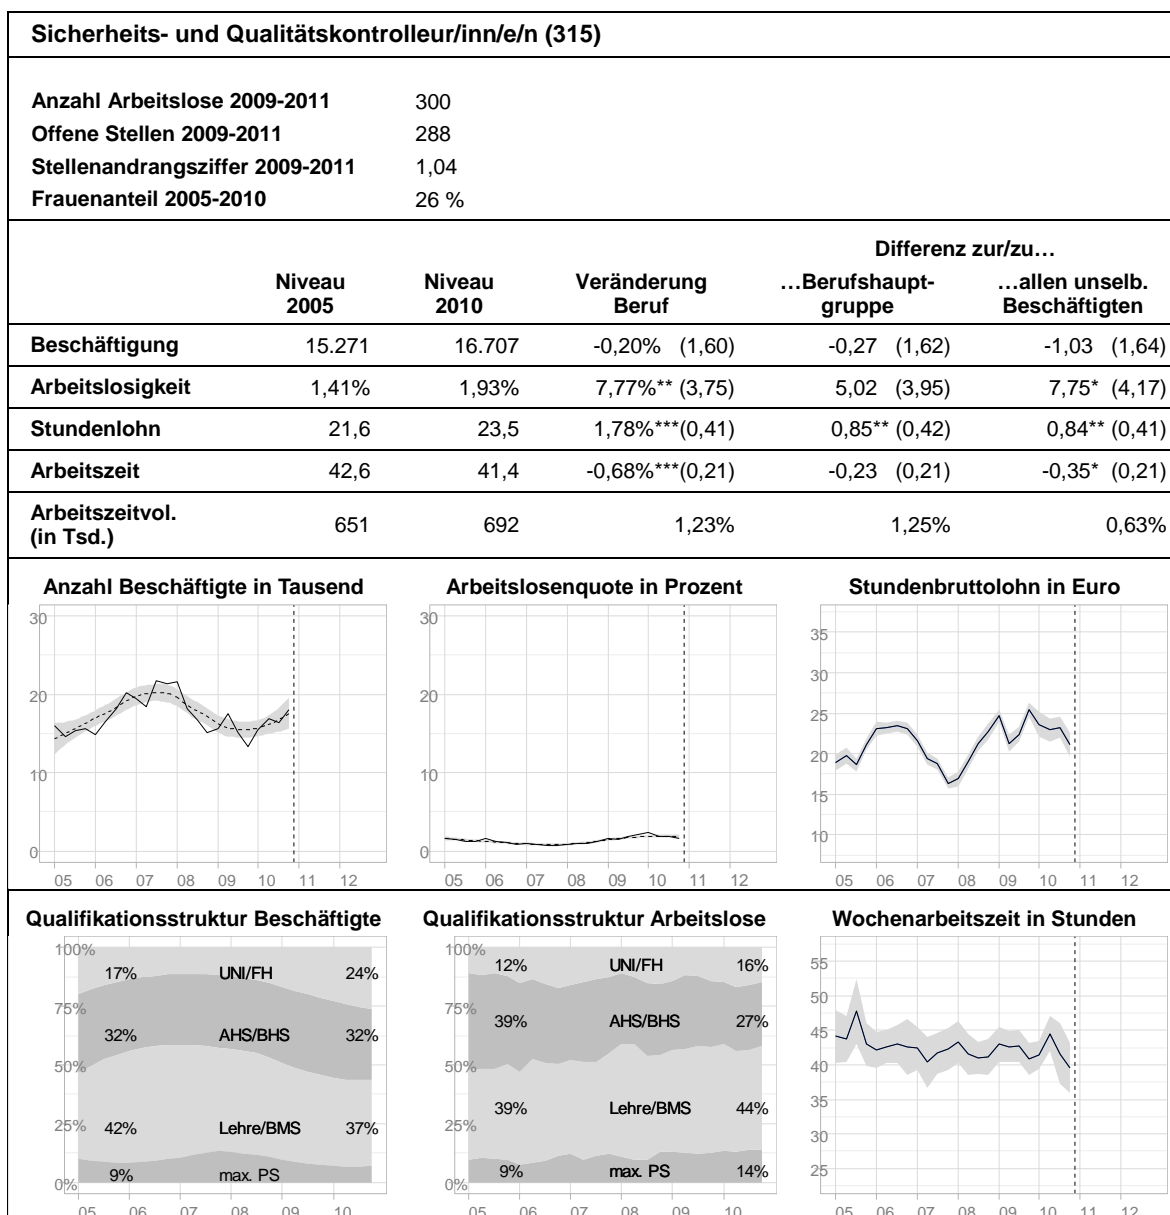 Sicherheits- und Qualitätskontrolleur/inn/e/n (315)
Anzahl Arbeitslose 2009-2011 300
Offene Stellen 2009-2011 288
Stellenandrangsziffer 2009-2011 1,04
Frauenanteil 2005-2010 26 %
Differenz zur/zu…
Niveau 2005 Niveau 2010 Veränderung Beruf …Berufshaupt-gruppe …allen unselb. Beschäftigten
Beschäftigung 15.271 16.707 -0,20% (1,60) -0,27 (1,62) -1,03 (1,64)
Arbeitslosigkeit 1,41% 1,93% 7,77%** (3,75) 5,02 (3,95) 7,75* (4,17)
Stundenlohn 21,6 23,5 1,78%***(0,41) 0,85** (0,42) 0,84** (0,41)
Arbeitszeit 42,6 41,4 -0,68%***(0,21) -0,23 (0,21) -0,35* (0,21)
Arbeitszeitvol. (in Tsd.) 651 692 1,23% 1,25% 0,63%
Anzahl Beschäftigte in Tausend
30
20
10
0
05 06 07 08 09 10 11 12
Arbeitslosenquote in Prozent
30
20
10
0
05 06 07 08 09 10 11 12
Stundenbruttolohn in Euro
35
30
25
20
15
10
05 06 07 08 09 10 11 12
Qualifikationsstruktur Beschäftigte
100%
17% UNI/FH 24%
75%
32% AHS/BHS 32%
50%
25%
42% Lehre/BMS 37%
9% max. PS
0%
05 06 07 08 09 10
Qualifikationsstruktur Arbeitslose
100%
12% UNI/FH 16%
75%
39% AHS/BHS 27%
50%
39% Lehre/BMS 44%
25%
9% max. PS 14%
0%
05 06 07 08 09 10
Wochenarbeitszeit in Stunden
55
50
45
40
35
30
25
05 06 07 08 09 10 11 12